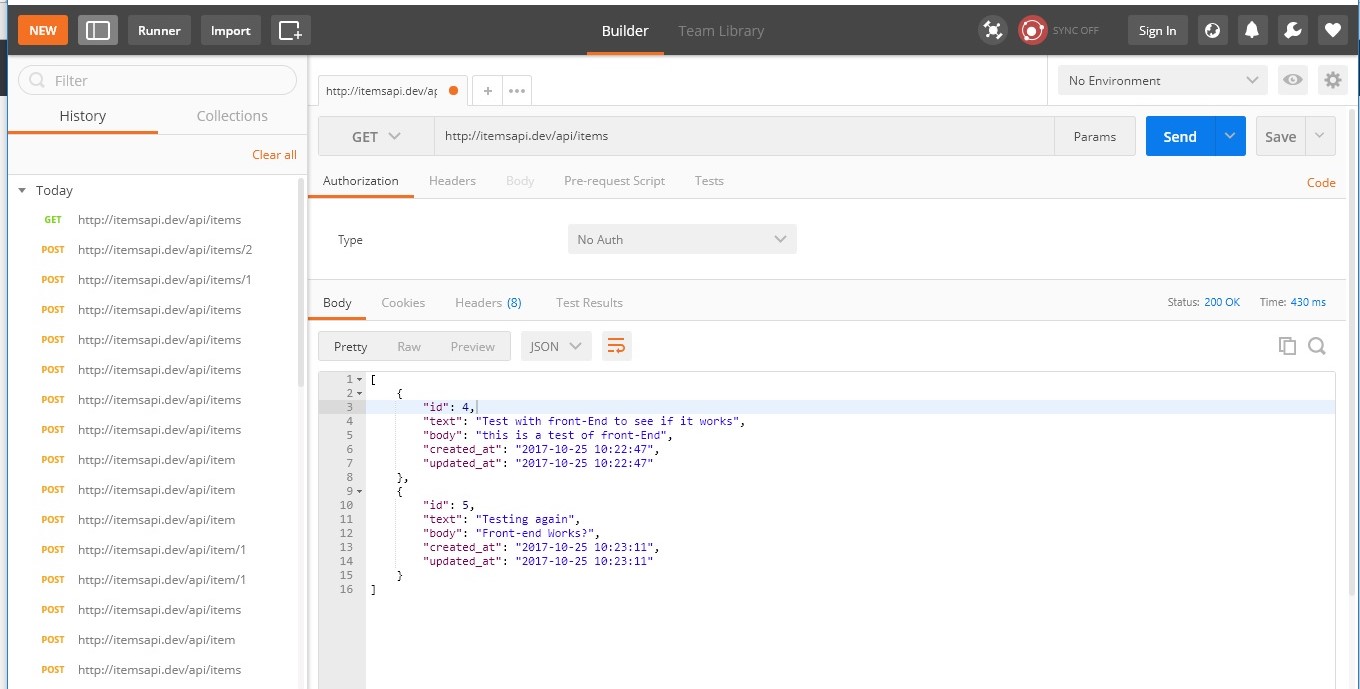 NEW Runner Import Builder Team Library SYNC OFF Sign In
Filter
History Collections
Clear all
Today
GET http://itemsapi.dev/api/items
POST http://itemsapi.dev/api/items/2
POST http://itemsapi.dev/api/items/1
POST http://itemsapi.dev/api/items
POST http://itemsapi.dev/api/items
POST http://itemsapi.dev/api/items
POST http://itemsapi.dev/api/items
POST http://itemsapi.dev/api/items
POST http://itemsapi.dev/api/item
POST http://itemsapi.dev/api/item
POST http://itemsapi.dev/api/item
POST http://itemsapi.dev/api/item/1
POST http://itemsapi.dev/api/item/1
POST http://itemsapi.dev/api/items
POST http://itemsapi.dev/api/item
POST http://itemsapi.dev/api/items
http://itemsapi.dev/ap + ••• No Environment
GET http://itemsapi.dev/api/items Params Send Save
Authorization Headers Body Pre-request Script Tests Code
Type No Auth
Body Cookies Headers (8) Test Results Status: 200 OK Time: 430 ms
Pretty Raw Preview JSON
1 [
2 {
3 "id": 4,
4 "text": "Test with front-End to see if it works",
5 "body": "this is a test of front-End",
6 "created_at": "2017-10-25 10:22:47",
7 "updated_at": "2017-10-25 10:22:47"
8 },
9 {
10 "id": 5,
11 "text": "Testing again",
12 "body": "Front-end Works?",
13 "created_at": "2017-10-25 10:23:11",
14 "updated_at": "2017-10-25 10:23:11"
15 }
16 ]